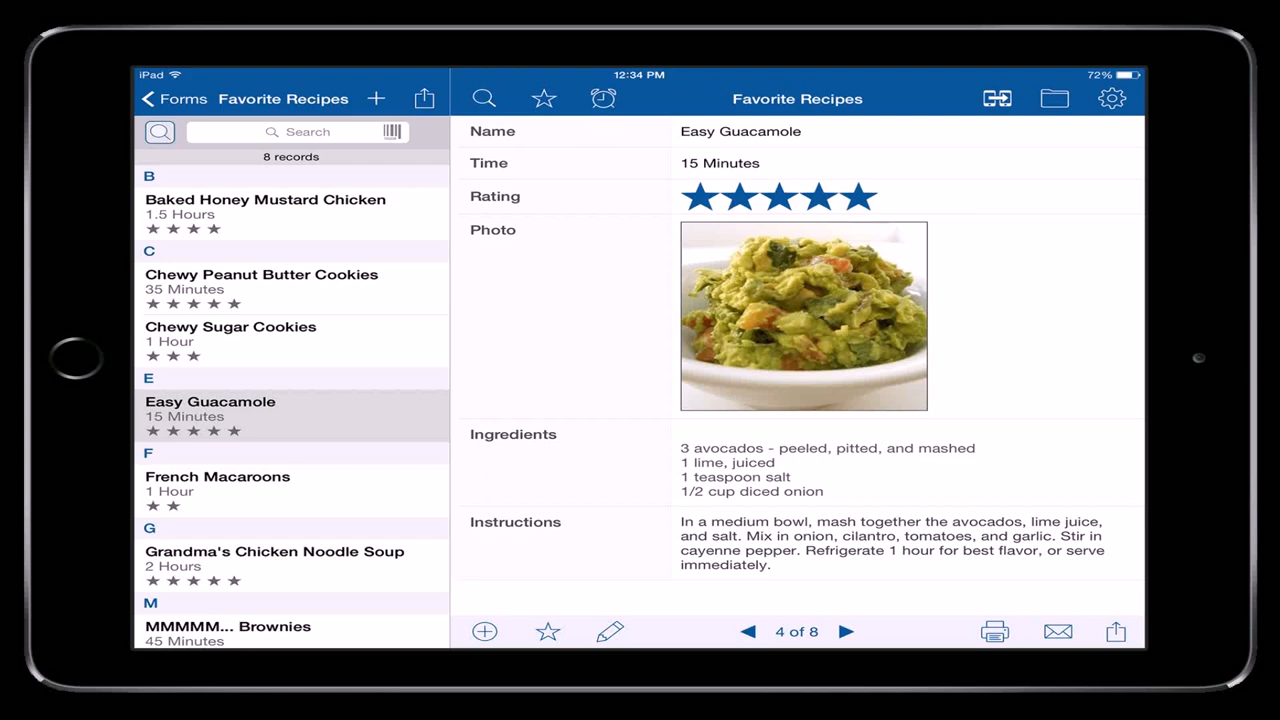 iPad
12:34 PM
72%
Forms
Favorite Recipes
Favorite Recipes
Search
8 records
B
Baked Honey Mustard Chicken
1.5 Hours
C
Chewy Peanut Butter Cookies
35 Minutes
Chewy Sugar Cookies
1 Hour
E
Easy Guacamole
15 Minutes
F
French Macaroons
1 Hour
G
Grandma's Chicken Noodle Soup
2 Hours
M
MMMMM... Brownies
45 Minutes
Name
Easy Guacamole
Time
15 Minutes
Rating
Photo
Ingredients
3 avocados - peeled, pitted, and mashed
1 lime, juiced
1 teaspoon salt
1/2 cup diced onion
Instructions
In a medium bowl, mash together the avocados, lime juice,
and salt. Mix in onion, cilantro, tomatoes, and garlic. Stir in
cayenne pepper. Refrigerate 1 hour for best flavor, or serve
immediately.
4 of 8